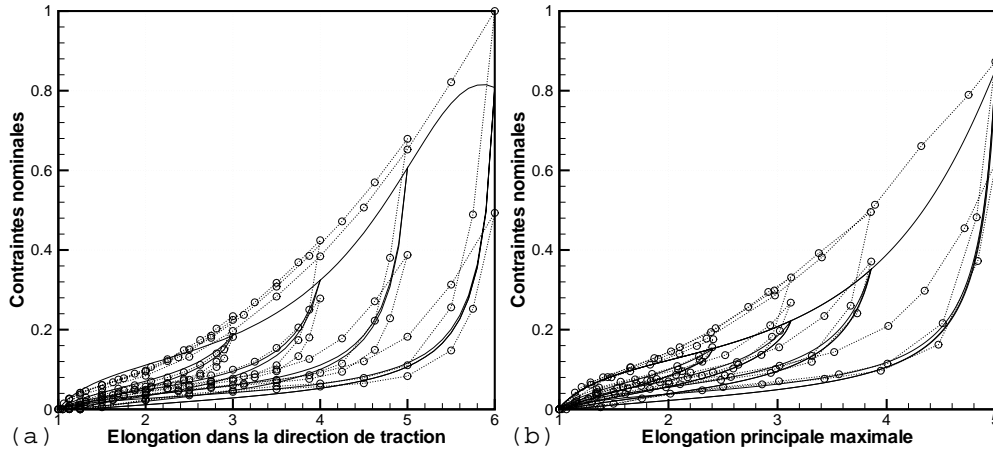 Contraintes nominales
1
0.8
0.6
0.4
0.2
0
1 2 3 4 5 6
(a) Elongation dans la direction de traction
Contraintes nominales
1
0.8
0.6
0.4
0.2
0
1 2 3 4 5
(b) Elongation principale maximale